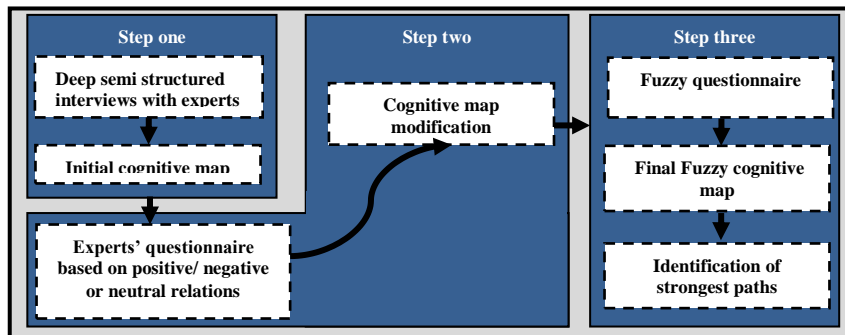 Step one
Deep semi structured
interviews with experts
Initial cognitive map
Experts’ questionnaire
based on positive/ negative
or neutral relations
Step two
Cognitive map
modification
Step three
Fuzzy questionnaire
Final Fuzzy cognitive
map
Identification of
strongest paths